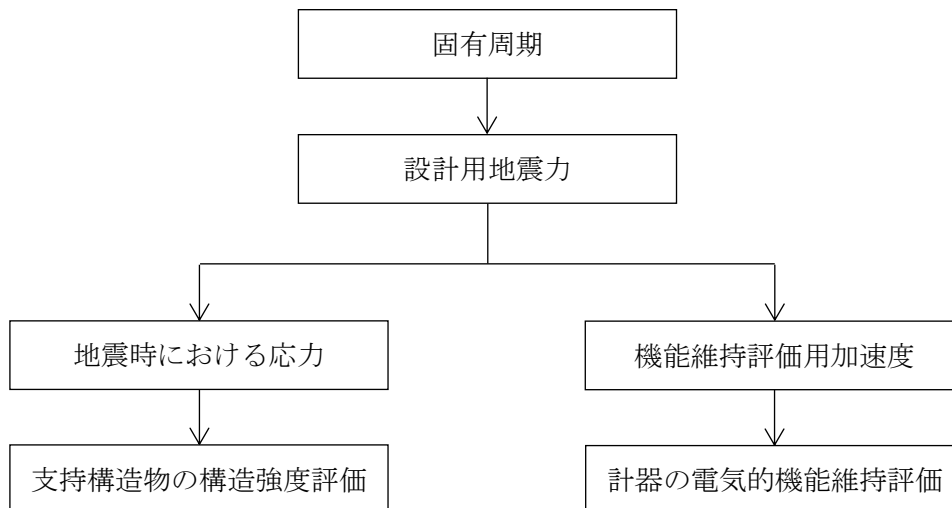 固有周期
設計用地震力
地震時における応力
機能維持評価用加速度
支持構造物の構造強度評価
計器の電気的機能維持評価